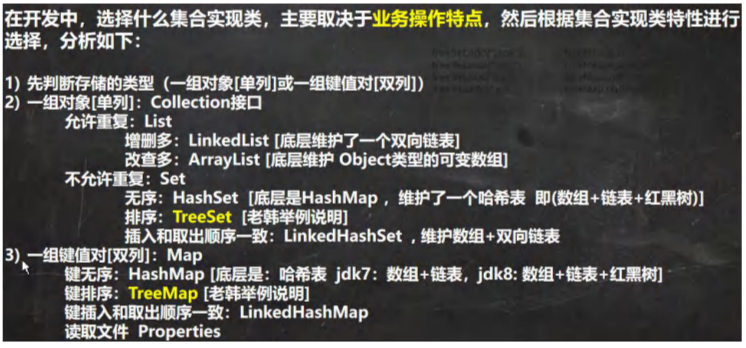 在开发中，选择什么集合实现类，主要取决于业务操作特点，然后根据集合实现类特性进行
选择，分析如下：
1) 先判断存储的类型（一组对象[单列]或一组键值对[双列]）
2) 一组对象[单列]：Collection接口
允许重复：List
增删多：LinkedList [底层维护了一个双向链表]
改查多：ArrayList [底层维护 Object类型的可变数组]
不允许重复：Set
无序：HashSet [底层是HashMap ，维护了一个哈希表 即(数组+链表+红黑树)]
排序：TreeSet [老韩举例说明]
插入和取出顺序一致：LinkedHashSet ，维护数组+双向链表
3) 一组键值对[双列]：Map
键无序：HashMap [底层是：哈希表 jdk7：数组+链表，jdk8: 数组+链表+红黑树]
键排序：TreeMap [老韩举例说明]
键插入和取出顺序一致：LinkedHashMap
读取文件 Properties